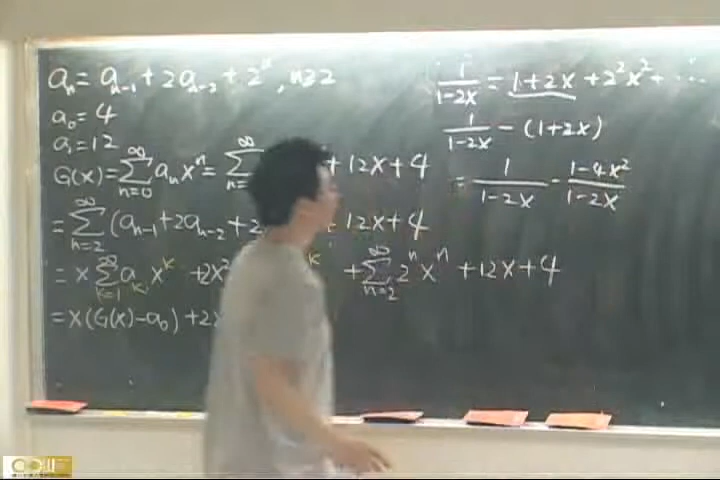 aₙ = aₙ₋₁ + 2aₙ₋₂ + 2ⁿ, n≥2
a₀ = 4
a₁ = 12
G(x) = ∑_{n=0}^{∞} aₙxⁿ = ∑ + 12x + 4
= ∑_{n=2}^{∞} (aₙ₋₁ + 2aₙ₋₂ + 2 + 12x + 4
= x ∑_{k=1}^{∞} aₖ xᵏ + 2x² k + ∑_{n=2}^{∞} 2ⁿ xⁿ + 12x + 4
= x(G(x) - a₀) + 2x
1/(1-2x) = 1 + 2x + 2²x² + ⋯
1/(1-2x) - (1+2x)
= 1/(1-2x) - (1-4x²)/(1-2x)